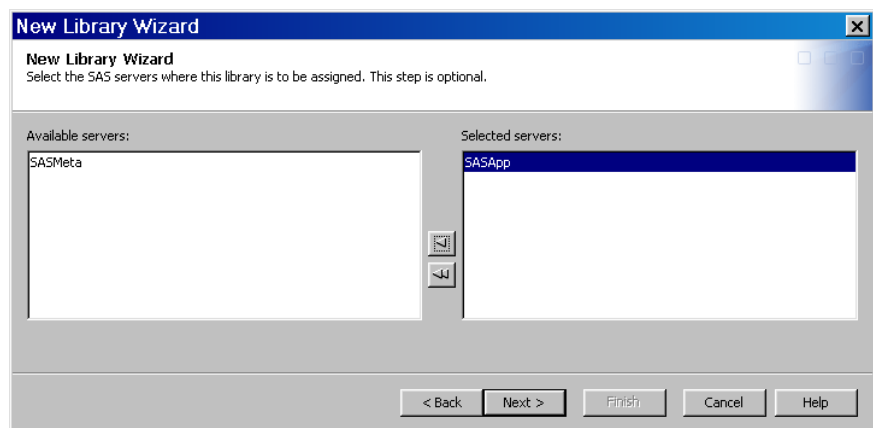 New Library Wizard
New Library Wizard
Select the SAS servers where this library is to be assigned. This step is optional.
Available servers:
Selected servers:
SASMeta
SASApp
< Back
Next >
Finish
Cancel
Help